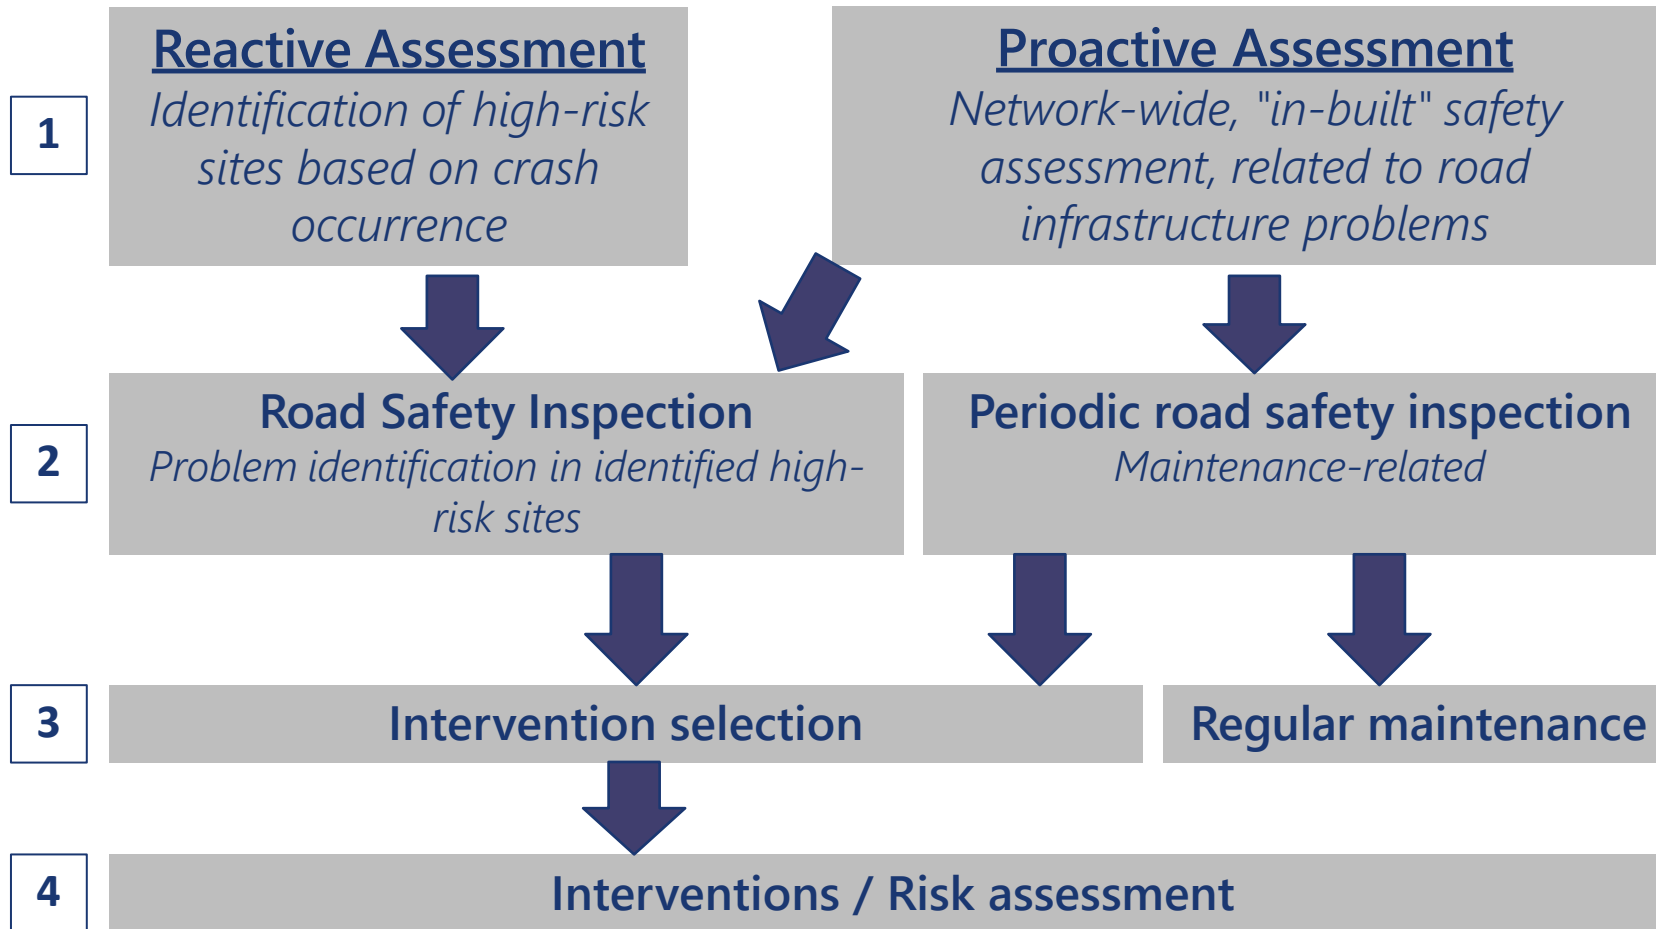 1
Reactive Assessment
Identification of high-risk
sites based on crash
occurrence
Proactive Assessment
Network-wide, "in-built" safety
assessment, related to road
infrastructure problems
2
Road Safety Inspection
Problem identification in identified high-
risk sites
Periodic road safety inspection
Maintenance-related
3
Intervention selection
Regular maintenance
4
Interventions / Risk assessment